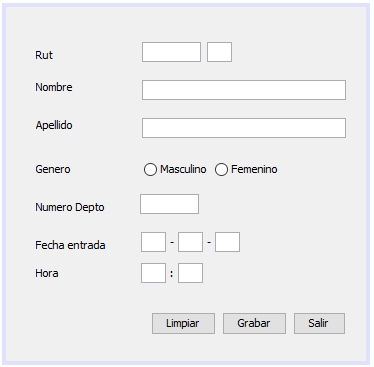 Rut
Nombre
Apellido
Genero Masculino Femenino
Numero Depto
Fecha entrada - -
Hora :
Limpiar Grabar Salir